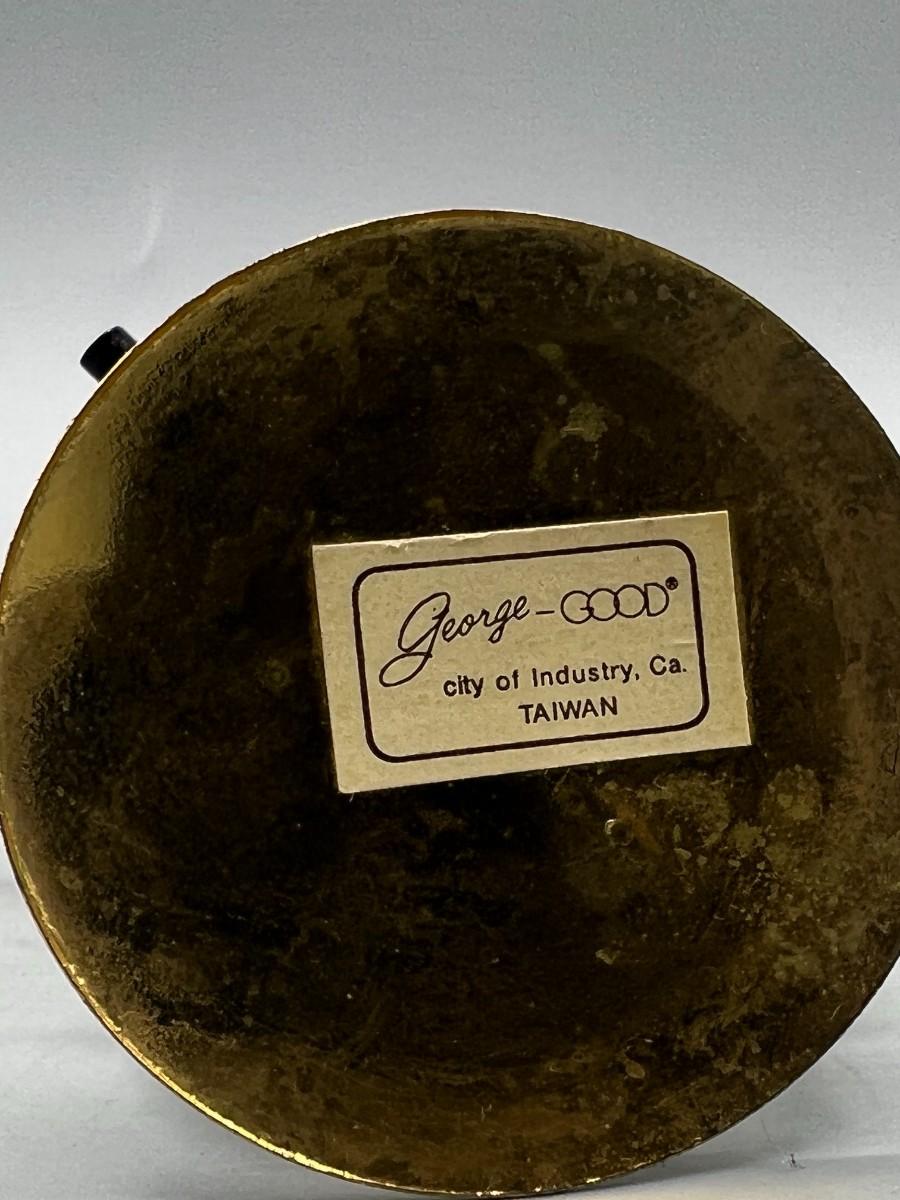 George-GOOD®
city of Industry, Ca.
TAIWAN